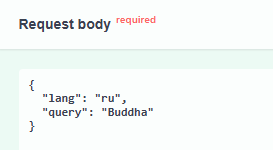 Request body required
{
  "lang": "ru",
  "query": "Buddha"
}